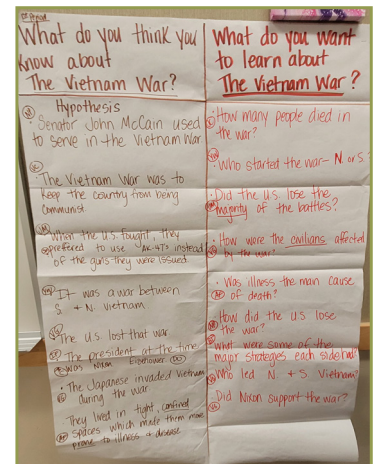 Period
What do you think you
know about
The Vietnam War?
Hypothesis
· Senator John McCain used
to serve in the Vietnam War
· The Vietnam War was to
keep the country from being
Communist.
· When the U.S. fought, they
preferred to use "AK-47s" instead
of the guns they were issued.
· It was a war between
S. + N. Vietnam
· The U.S. lost that war
· The president at the time
was Nixon Eisenhower
· The Japanese invaded Vietnam
during the war
· They lived in tight, confined
spaces which made them more
prone to illness + disease.
What do you want
to learn about
The Vietnam War?
· How many people died in
the war?
· Who started the war- N. or S.
· Did the U.S. lose the
majority of the battles?
· How were the civilians affected
by the war?
· Was illness the main cause
of death?
· How did the U.S. lose
the war?
· What were some of the
major strategies each side had?
· Who led N. + S. Vietnam?
· Did Nixon support the war?